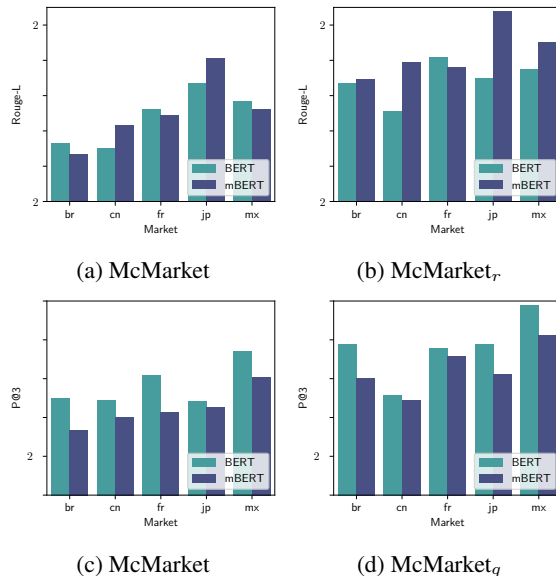 2
Rouge-L
2
br cn fr jp mx
Market
BERT
mBERT
(a) McMarket
2
Rouge-L
2
br cn fr jp mx
Market
BERT
mBERT
(b) McMarketᵣ
P@3
2
br cn fr jp mx
Market
BERT
mBERT
(c) McMarket
P@3
2
br cn fr jp mx
Market
BERT
mBERT
(d) McMarket_q